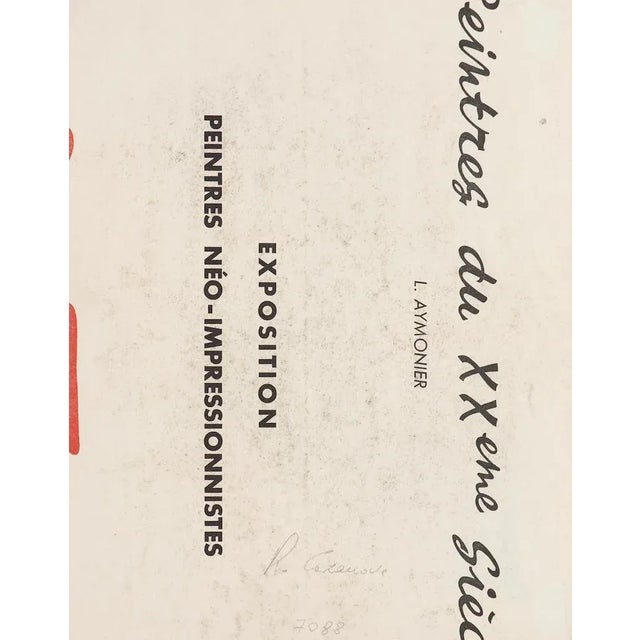 Peintres du XXeme Sièc
L. AYMONIER
EXPOSITION
PEINTRES NÉO-IMPRESSIONNISTES
7088